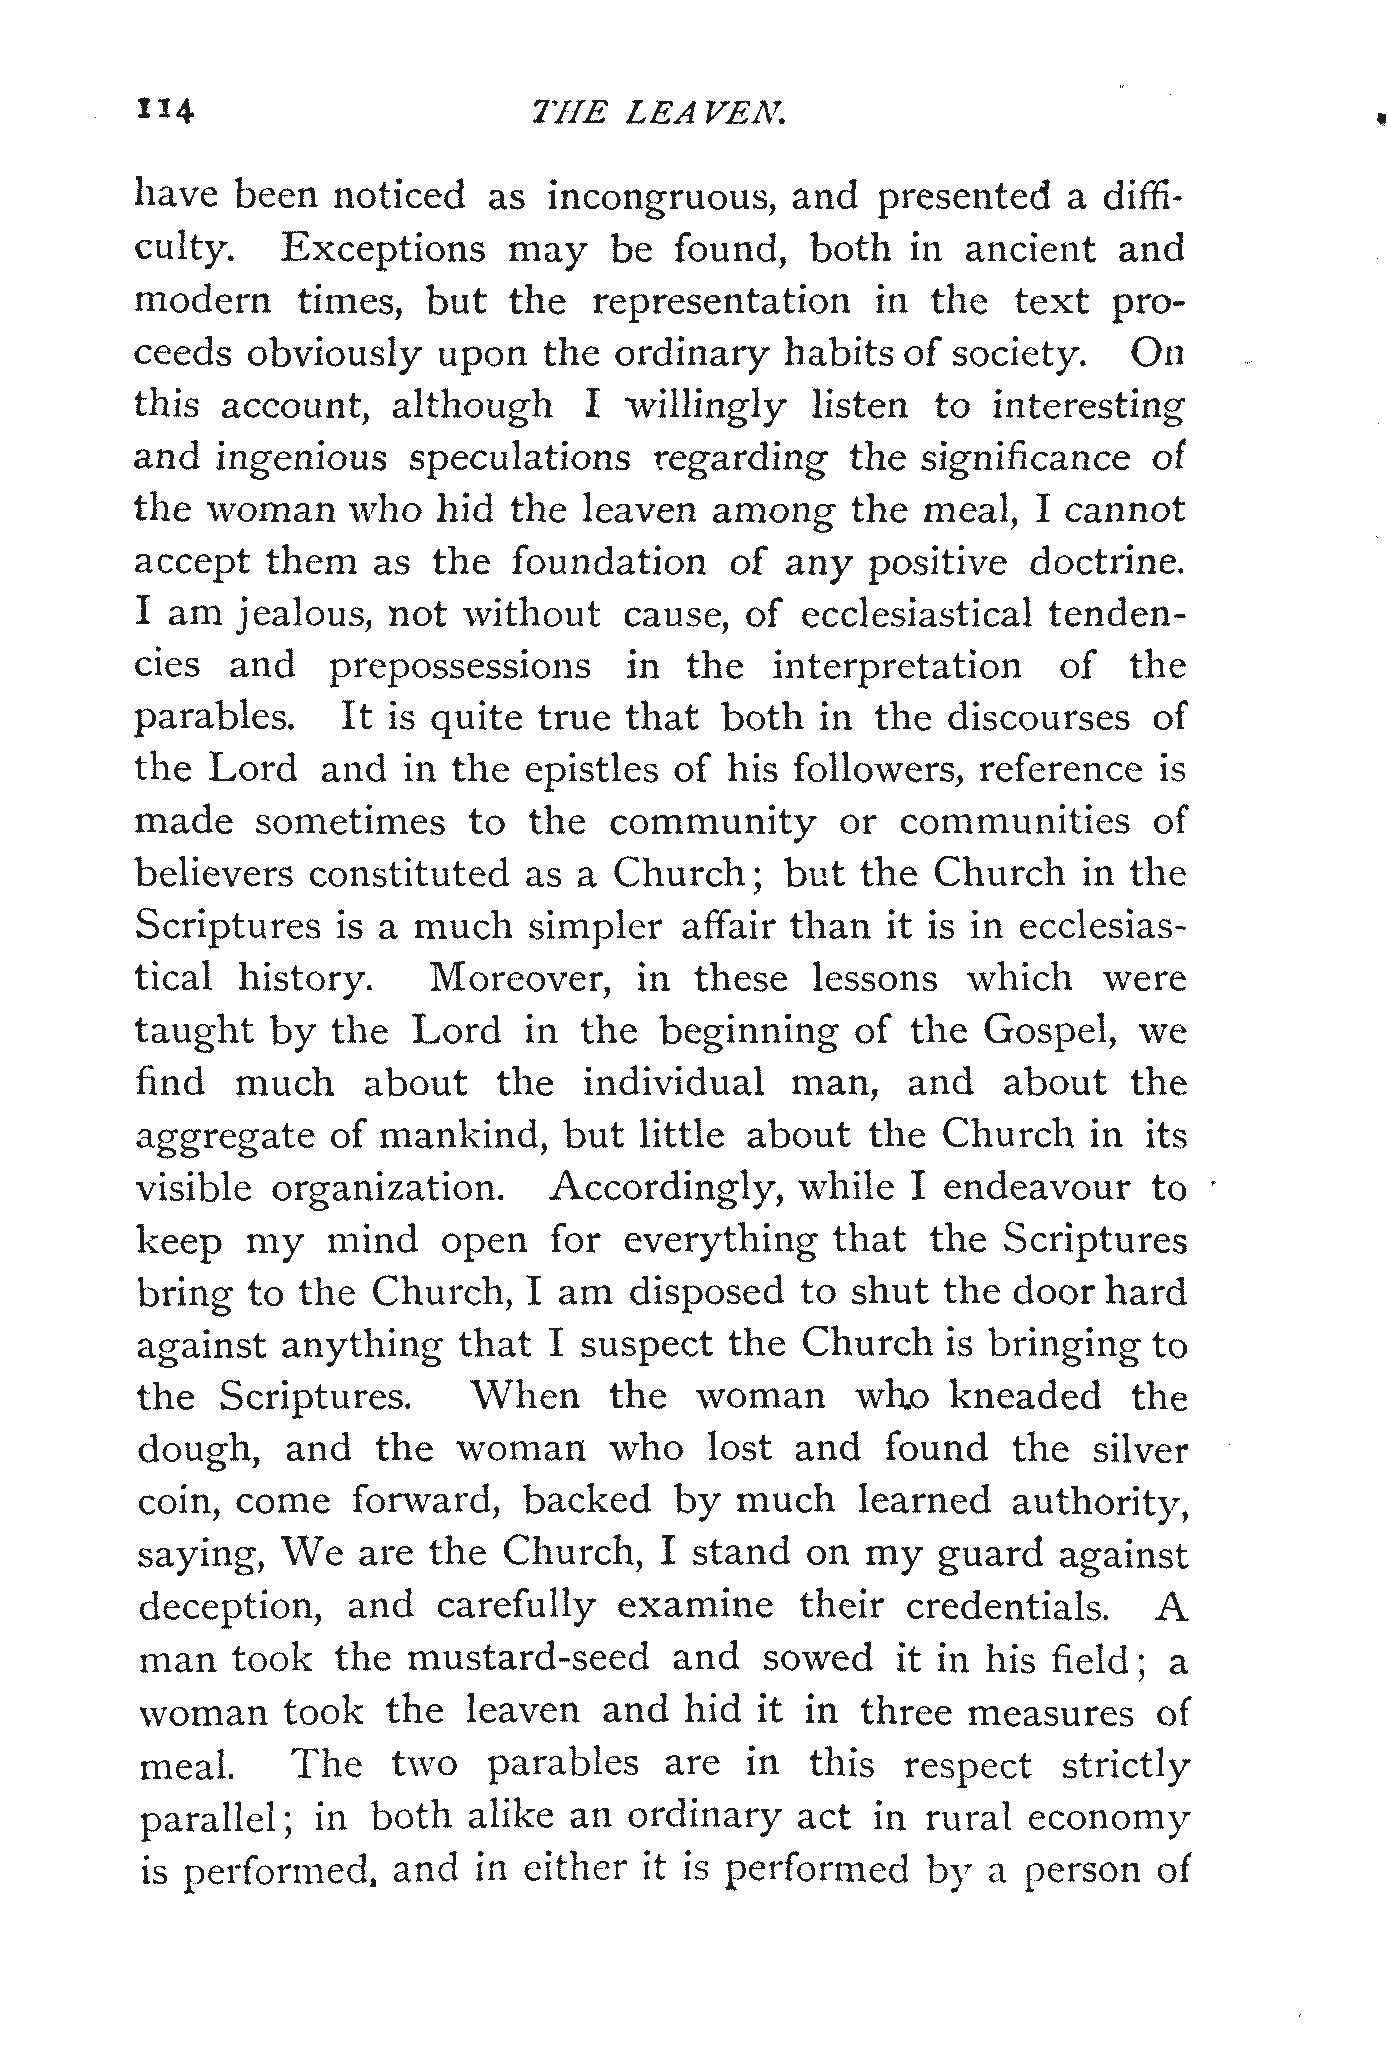 114 THE LEAVEN.
have been noticed as incongruous, and presented a diffi-
culty. Exceptions may be found, both in ancient and
modern times, but the representation in the text pro-
ceeds obviously upon the ordinary habits of society. On
this account, although I willingly listen to interesting
and ingenious speculations regarding the significance of
the woman who hid the leaven among the meal, I cannot
accept them as the foundation of any positive doctrine.
I am jealous, not without cause, of ecclesiastical tenden-
cies and prepossessions in the interpretation of the
parables. It is quite true that both in the discourses of
the Lord and in the epistles of his followers, reference is
made sometimes to the community or communities of
believers constituted as a Church; but the Church in the
Scriptures is a much simpler affair than it is in ecclesias-
tical history. Moreover, in these lessons which were
taught by the Lord in the beginning of the Gospel, we
find much about the individual man, and about the
aggregate of mankind, but little about the Church in its
visible organization. Accordingly, while I endeavour to
keep my mind open for everything that the Scriptures
bring to the Church, I am disposed to shut the door hard
against anything that I suspect the Church is bringing to
the Scriptures. When the woman who kneaded the
dough, and the woman who lost and found the silver
coin, come forward, backed by much learned authority,
saying, We are the Church, I stand on my guard against
deception, and carefully examine their credentials. A
man took the mustard-seed and sowed it in his field; a
woman took the leaven and hid it in three measures of
meal. The two parables are in this respect strictly
parallel; in both alike an ordinary act in rural economy
is performed, and in either it is performed by a person of